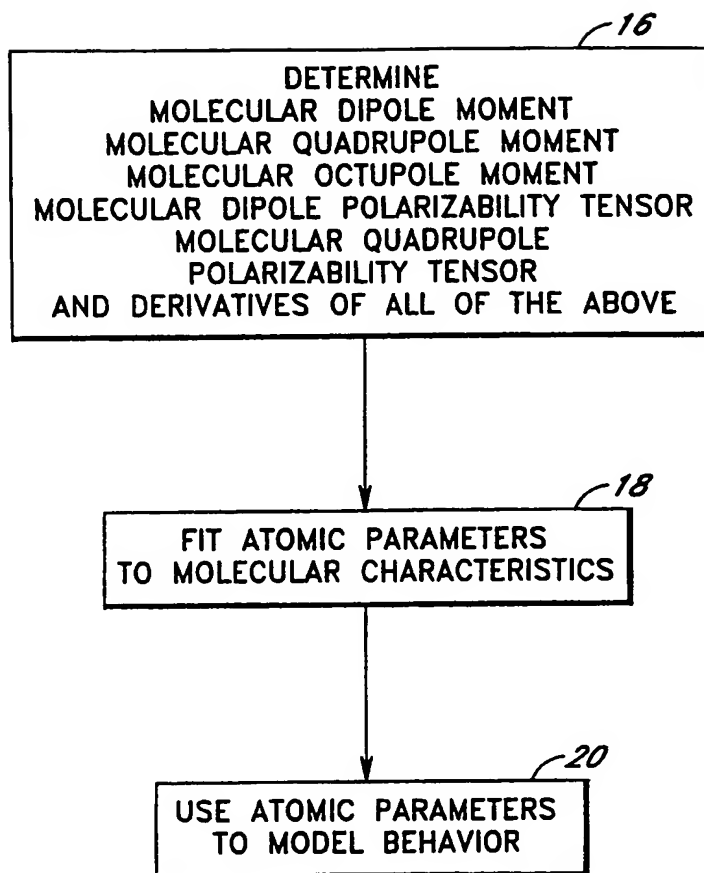 16
DETERMINE
MOLECULAR DIPOLE MOMENT
MOLECULAR QUADRUPOLE MOMENT
MOLECULAR OCTUPOLE MOMENT
MOLECULAR DIPOLE POLARIZABILITY TENSOR
MOLECULAR QUADRUPOLE
POLARIZABILITY TENSOR
AND DERIVATIVES OF ALL OF THE ABOVE
18
FIT ATOMIC PARAMETERS
TO MOLECULAR CHARACTERISTICS
20
USE ATOMIC PARAMETERS
TO MODEL BEHAVIOR